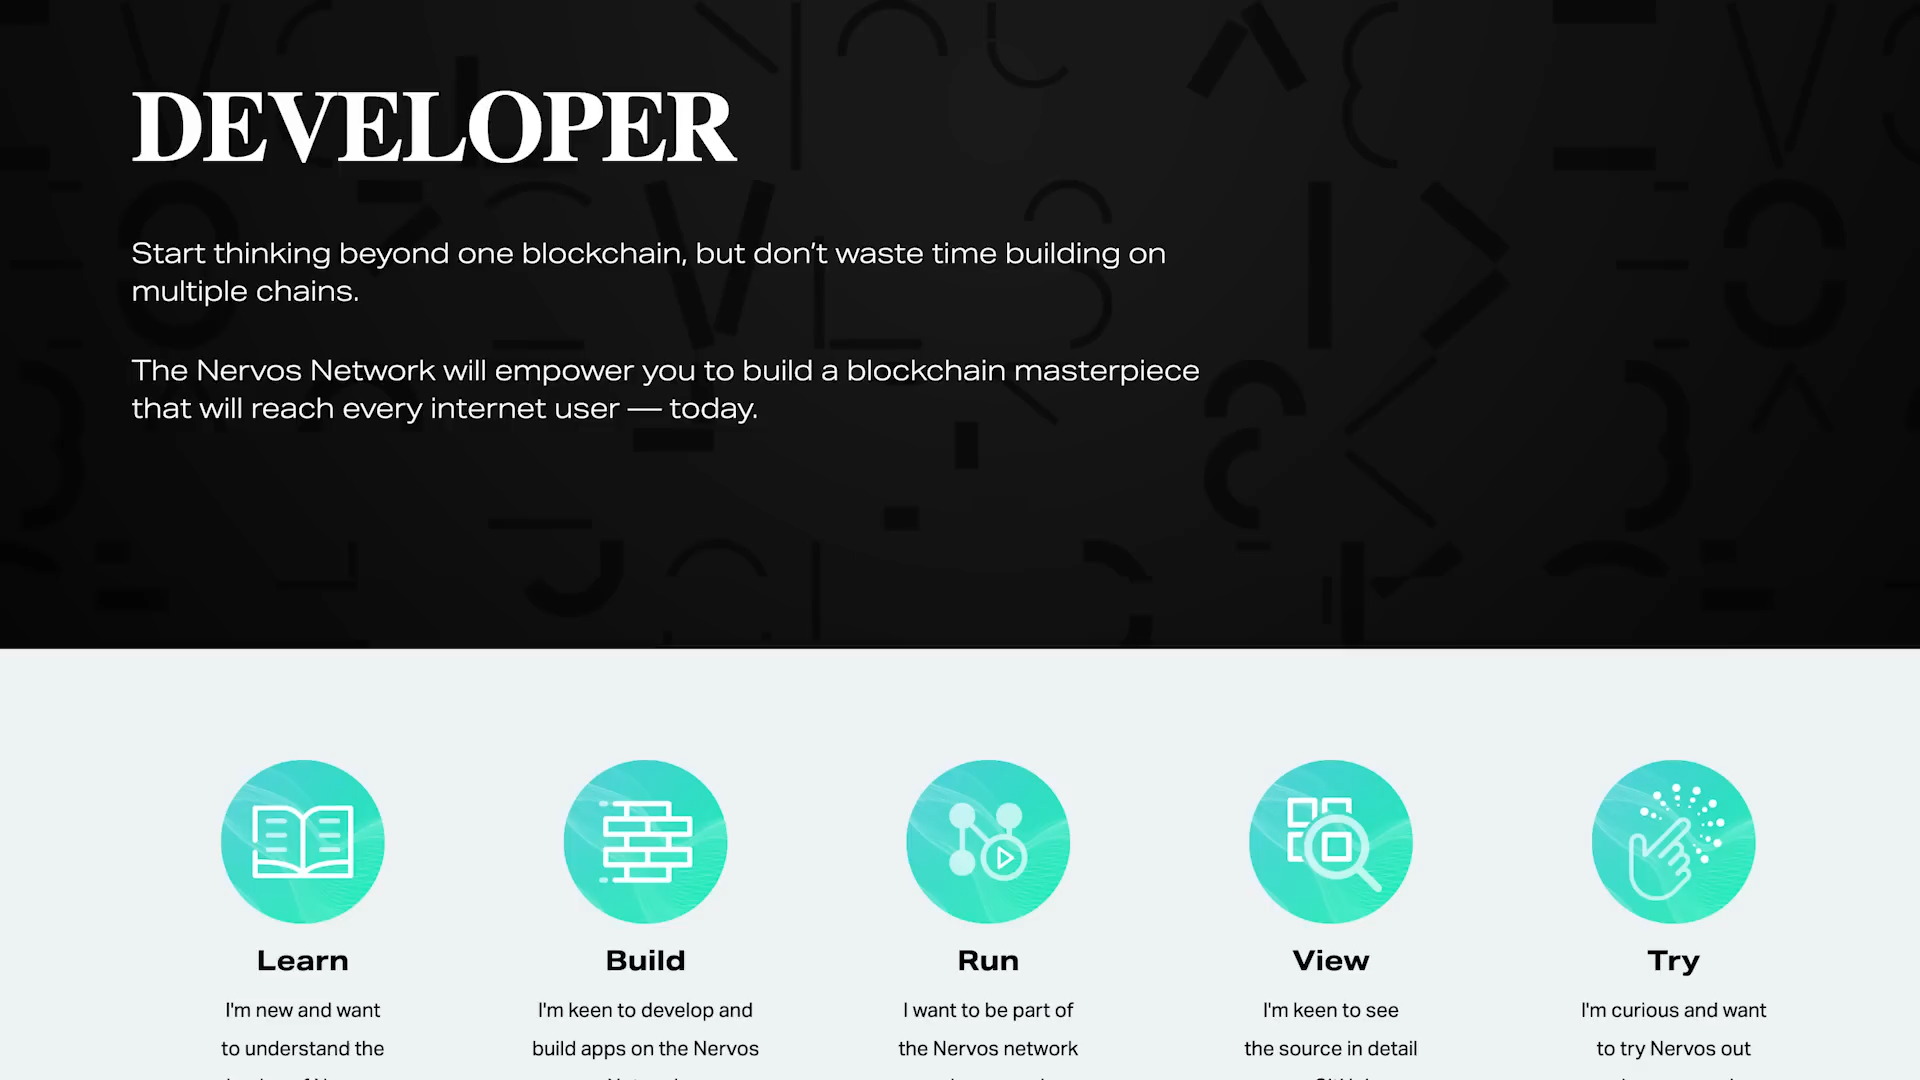 DEVELOPER
Start thinking beyond one blockchain, but don’t waste time building on
multiple chains.
The Nervos Network will empower you to build a blockchain masterpiece
that will reach every internet user — today.
Learn
I'm new and want
to understand the
Build
I'm keen to develop and
build apps on the Nervos
Run
I want to be part of
the Nervos network
View
I'm keen to see
the source in detail
Try
I'm curious and want
to try Nervos out